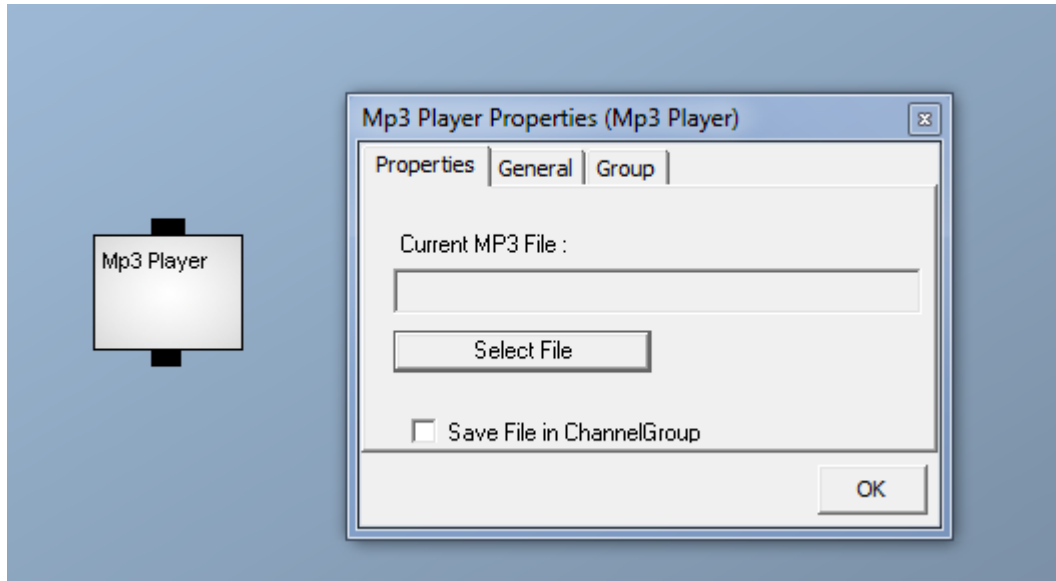 Mp3 Player Properties (Mp3 Player)
Properties General Group
Current MP3 File :
Mp3 Player
Select File
Save File in ChannelGroup
OK